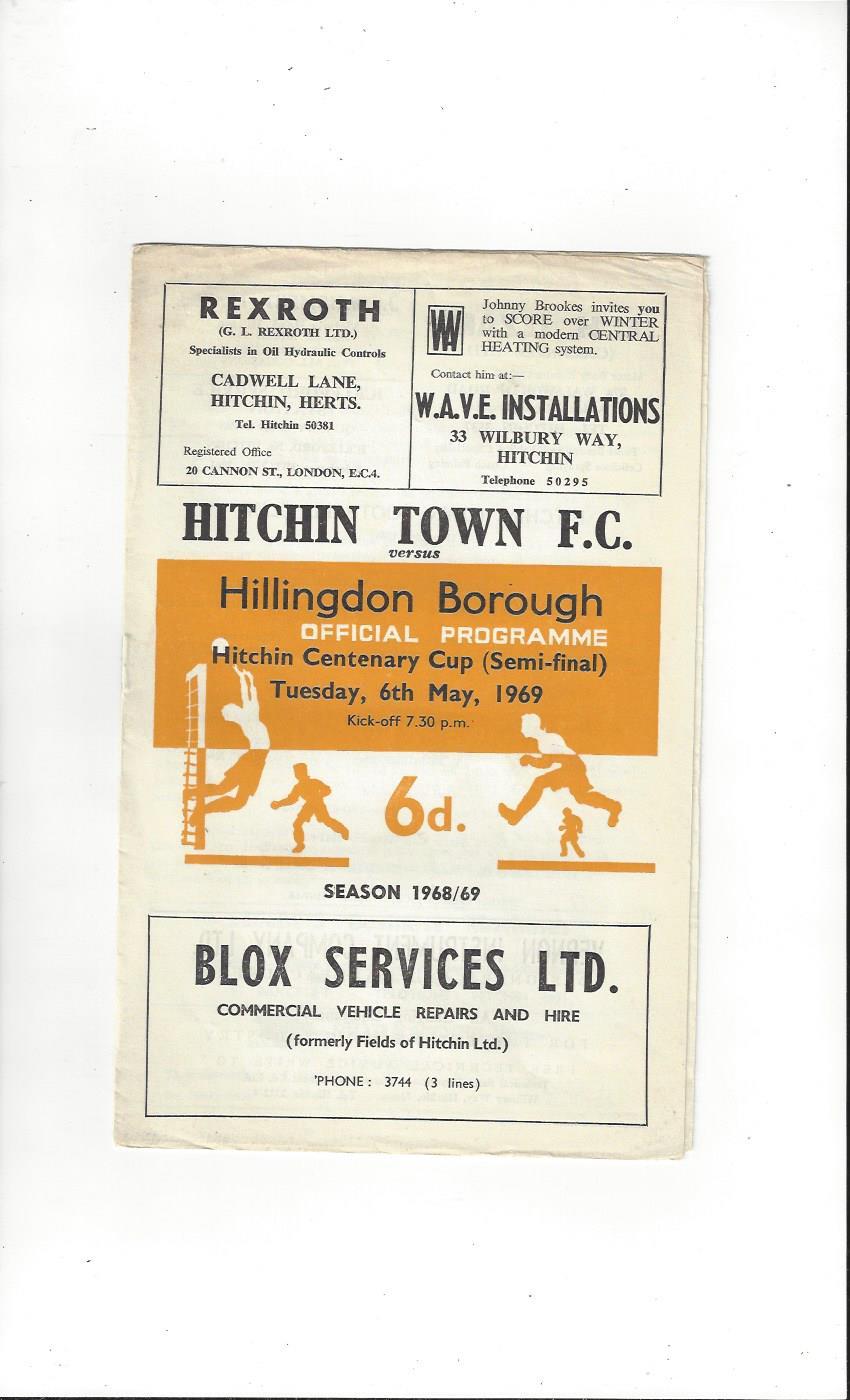 REXROTH
(G. L. REXROTH LTD.)
Specialists in Oil Hydraulic Controls
CADWELL LANE,
HITCHIN, HERTS.
Tel. Hitchin 50381
Registered Office
20 CANNON ST., LONDON, E.C.4.
W
Johnny Brookes invites you
to SCORE over WINTER
with a modern CENTRAL
HEATING system.
Contact him at:—
W.A.V.E. INSTALLATIONS
33 WILBURY WAY,
HITCHIN
Telephone 50295
HITCHIN TOWN F.C.
versus
Hillingdon Borough
OFFICIAL PROGRAMME
Hitchin Centenary Cup (Semi-final)
Tuesday, 6th May, 1969
Kick-off 7.30 p.m.
6d.
SEASON 1968/69
BLOX SERVICES LTD.
COMMERCIAL VEHICLE REPAIRS AND HIRE
(formerly Fields of Hitchin Ltd.)
'PHONE : 3744 (3 lines)